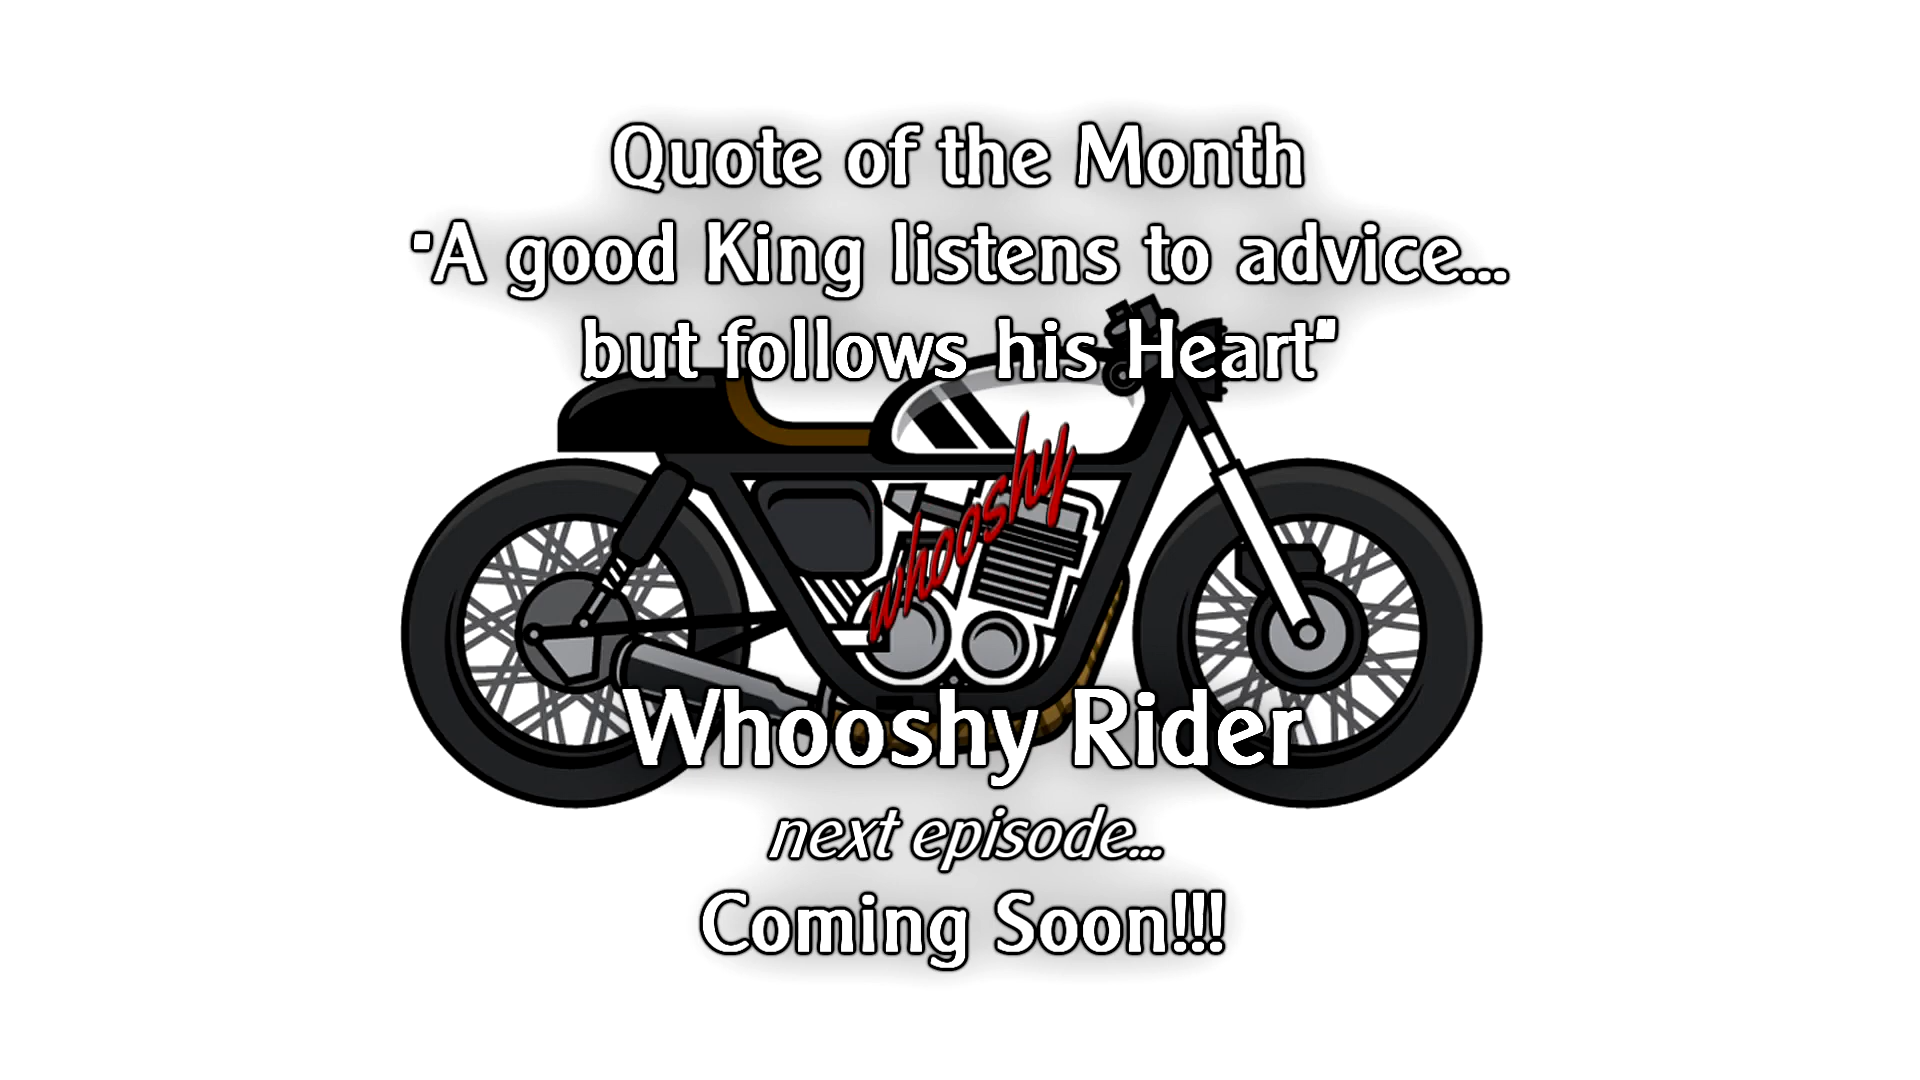 Quote of the Month
"A good King listens to advice...
but follows his Heart"
whooshy
Whooshy Rider
next episode...
Coming Soon!!!